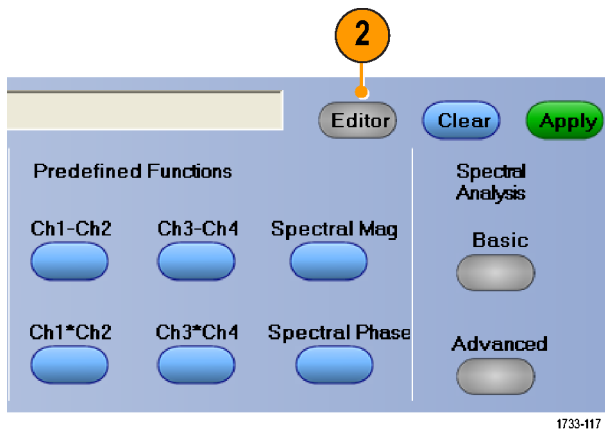 2
Editor Clear Apply
Predefined Functions
Spectral
Analysis
Ch1-Ch2 Ch3-Ch4 Spectral Mag
Basic
Ch1*Ch2 Ch3*Ch4 Spectral Phase
Advanced
1733-117